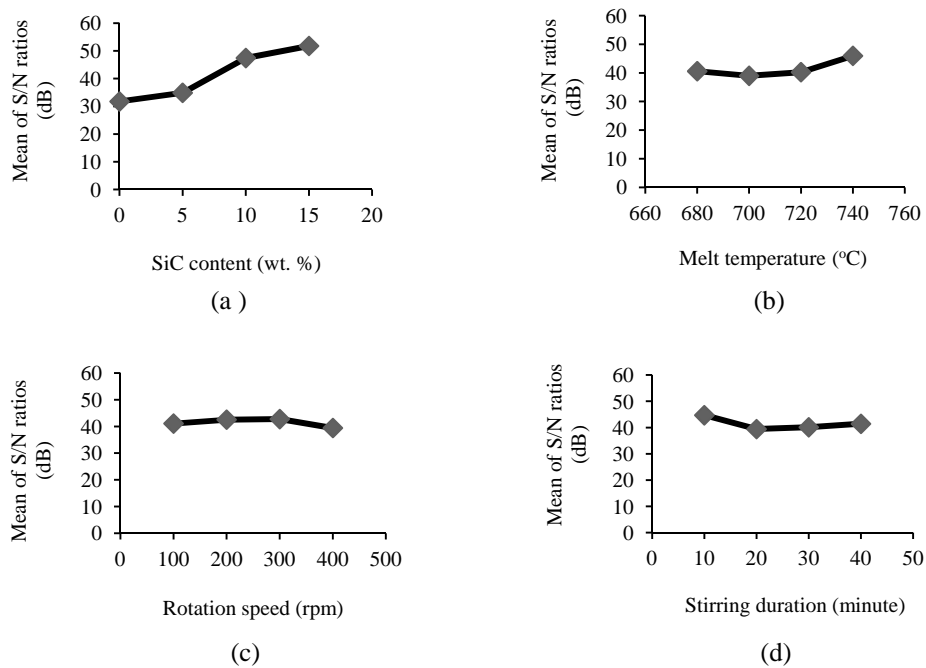 Mean of S/N ratios
(dB)
60
50
40
30
20
10
0
0 5 10 15 20
SiC content (wt. %)
(a )
Mean of S/N ratios
(dB)
60
50
40
30
20
10
0
660 680 700 720 740 760
Melt temperature (°C)
(b)
Mean of S/N ratios
(dB)
60
50
40
30
20
10
0
0 100 200 300 400 500
Rotation speed (rpm)
(c)
Mean of S/N ratios
(dB)
60
50
40
30
20
10
0
0 10 20 30 40 50
Stirring duration (minute)
(d)